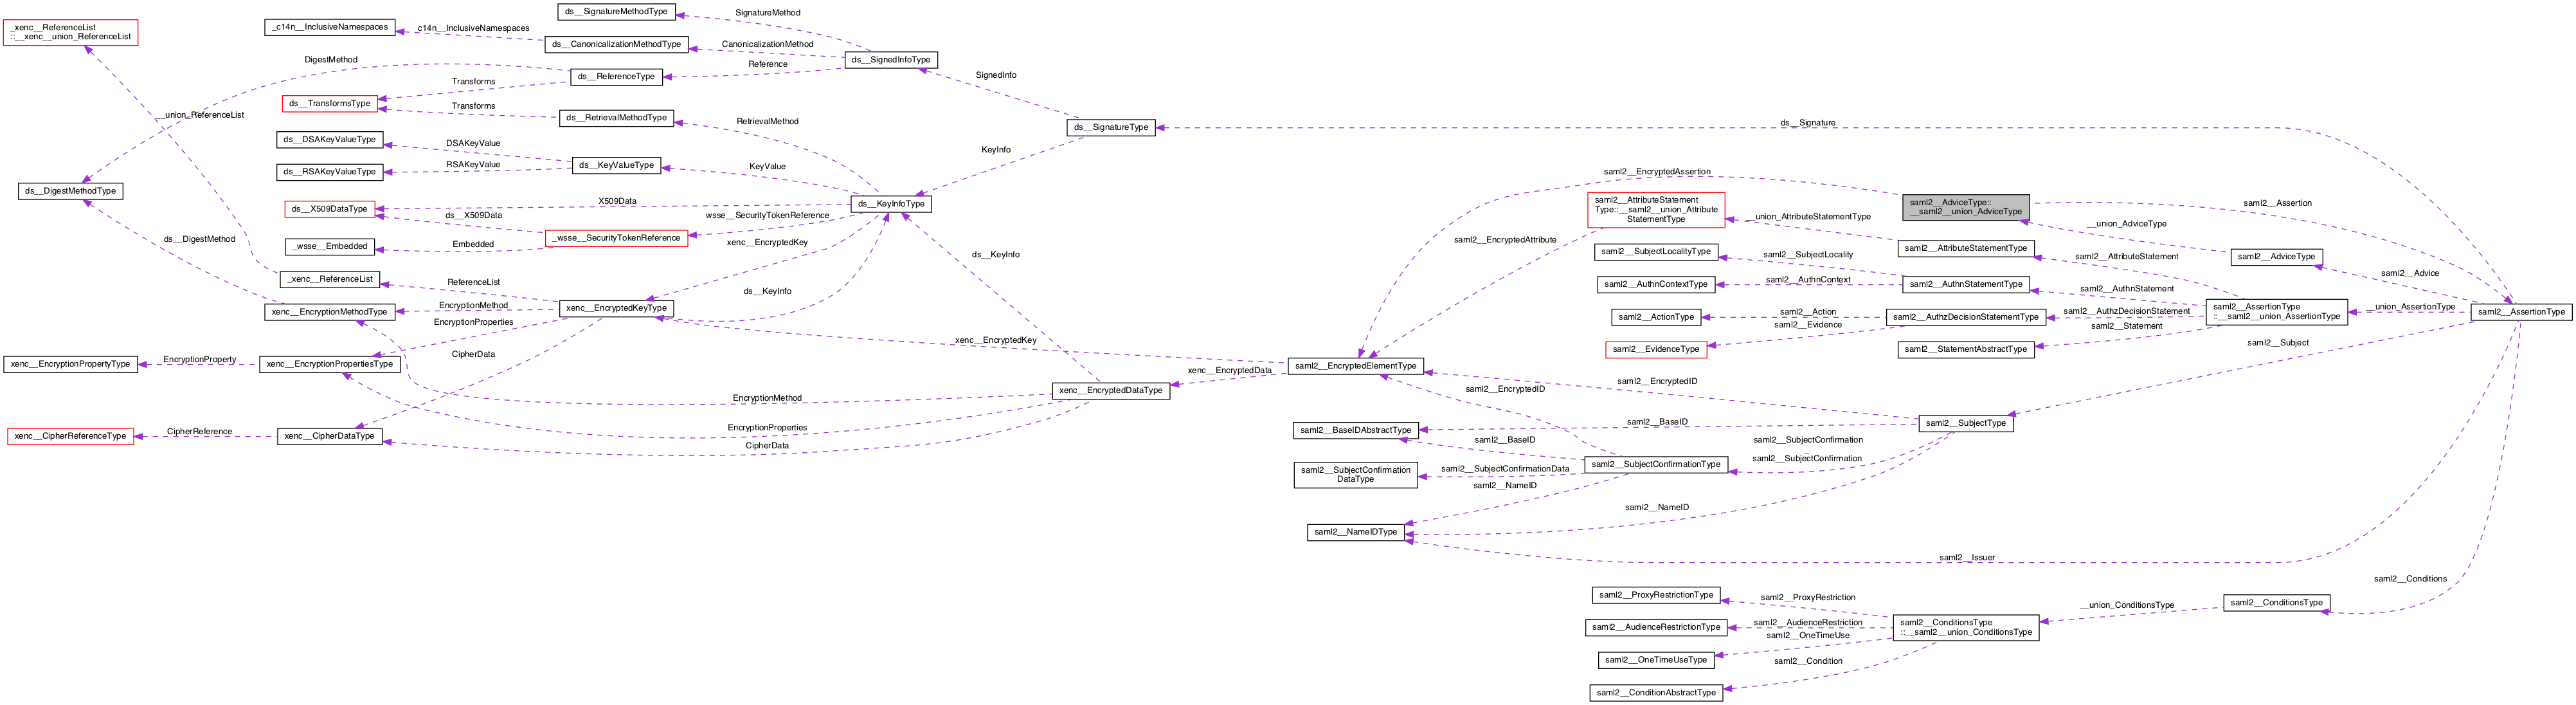 ds__SignatureMethodType
SignatureMethod
_xenc__ReferenceList
::__xenc__union_ReferenceList
_c14n__InclusiveNamespaces
c14n__InclusiveNamespaces
ds__CanonicalizationMethodType
CanonicalizationMethod
ds__SignedInfoType
DigestMethod
Reference
ds__ReferenceType
Transforms
SignedInfo
ds__TransformsType
Transforms
__union_ReferenceList
ds__RetrievalMethodType
RetrievalMethod
ds__SignatureType
ds__Signature
ds__DSAKeyValueType
DSAKeyValue
KeyInfo
RSAKeyValue
ds__KeyValueType
KeyValue
ds__RSAKeyValueType
saml2__EncryptedAssertion
ds__DigestMethodType
X509Data
ds__KeyInfoType
saml2__AttributeStatement
Type::__saml2__union_Attribute
StatementType
saml2__AdviceType::
__saml2__union_AdviceType
saml2__Assertion
ds__X509DataType
ds__X509Data
wsse__SecurityTokenReference
__union_AttributeStatementType
__union_AdviceType
ds__DigestMethod
_wsse__Embedded
Embedded
_wsse__SecurityTokenReference
xenc__EncryptedKey
saml2__EncryptedAttribute
saml2__SubjectLocalityType
saml2__SubjectLocality
saml2__AttributeStatementType
saml2__AttributeStatement
saml2__AdviceType
ds__KeyInfo
saml2__Advice
_xenc__ReferenceList
ReferenceList
ds__KeyInfo
saml2__AuthnContextType
saml2__AuthnContext
saml2__AuthnStatementType
saml2__AuthnStatement
xenc__EncryptionMethodType
EncryptionMethod
xenc__EncryptedKeyType
EncryptionProperties
saml2__ActionType
saml2__Action
saml2__AuthzDecisionStatementType
saml2__AuthzDecisionStatement
saml2__AssertionType
::__saml2__union_AssertionType
__union_AssertionType
saml2__AssertionType
saml2__Evidence
saml2__Statement
xenc__EncryptedKey
saml2__EvidenceType
saml2__StatementAbstractType
saml2__Subject
CipherData
xenc__EncryptionPropertyType
EncryptionProperty
xenc__EncryptionPropertiesType
saml2__EncryptedElementType
xenc__EncryptedData
saml2__EncryptedID
saml2__EncryptedID
xenc__EncryptedDataType
EncryptionMethod
EncryptionProperties
CipherData
xenc__CipherReferenceType
CipherReference
xenc__CipherDataType
saml2__BaseIDAbstractType
saml2__BaseID
saml2__SubjectType
saml2__BaseID
saml2__SubjectConfirmation
_
saml2__SubjectConfirmation
saml2__SubjectConfirmation
DataType
saml2__SubjectConfirmationData
saml2__SubjectConfirmationType
saml2__NameID
saml2__NameID
saml2__NameIDType
saml2__Issuer
saml2__Conditions
saml2__ProxyRestrictionType
saml2__ProxyRestriction
saml2__ConditionsType
__union_ConditionsType
saml2__AudienceRestrictionType
saml2__AudienceRestriction
saml2__ConditionsType
::__saml2__union_ConditionsType
saml2__OneTimeUse
saml2__OneTimeUseType
saml2__Condition
saml2__ConditionAbstractType